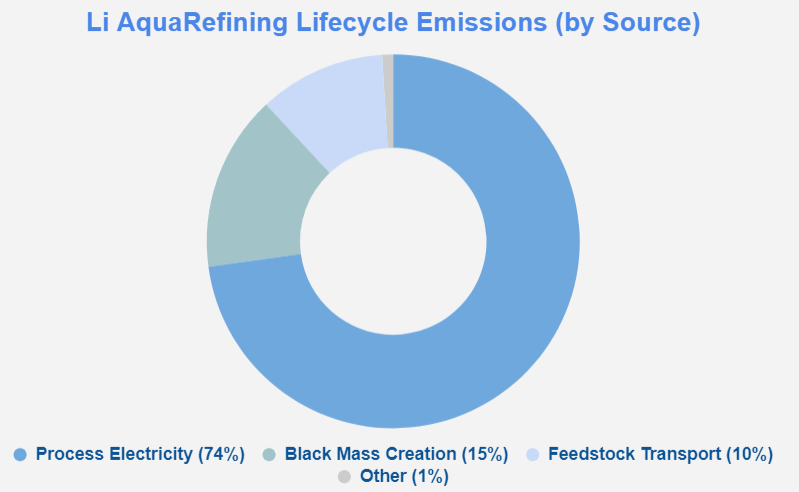 Li AquaRefining Lifecycle Emissions (by Source)
Process Electricity (74%) Black Mass Creation (15%) Feedstock Transport (10%)
Other (1%)